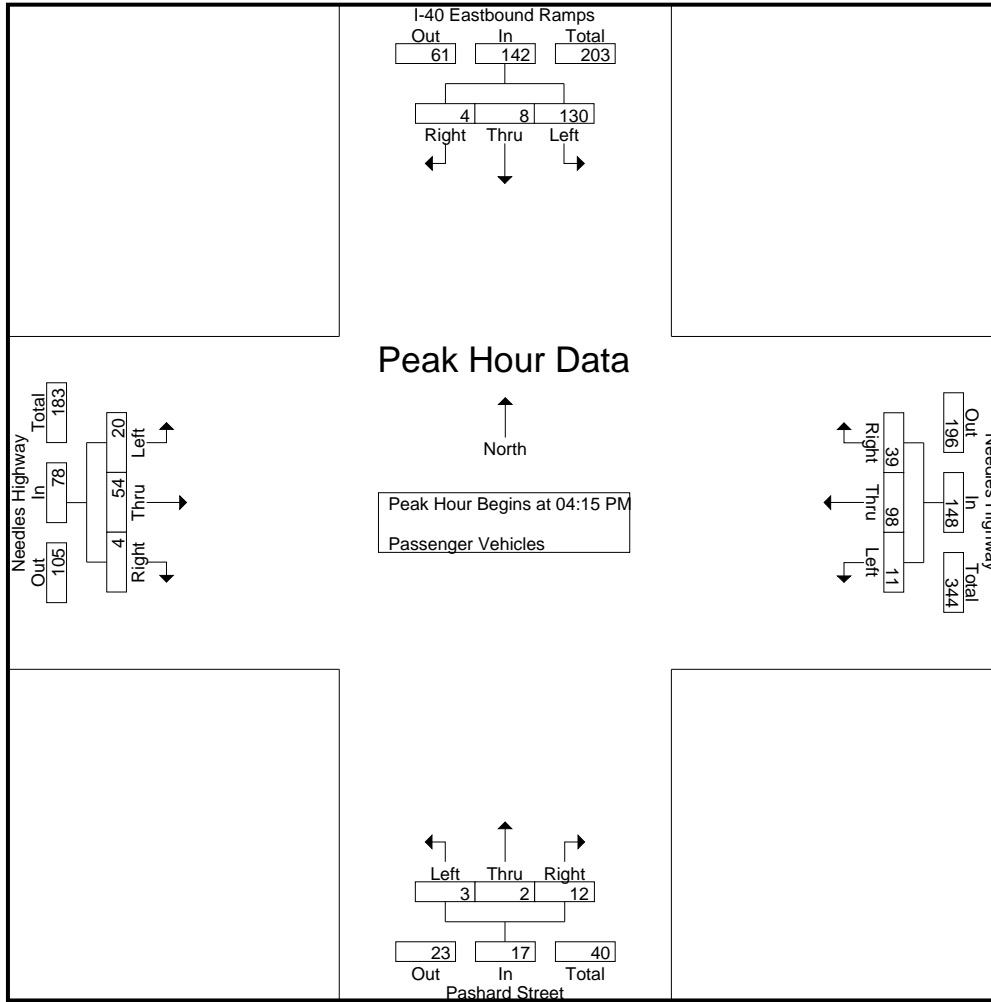 I-40 Eastbound Ramps
Out In Total
61 142 203
4 8 130
Right Thru Left
Peak Hour Data
North
Peak Hour Begins at 04:15 PM
Passenger Vehicles
Needles Highway
Total In Out
183 78 105
20 54 4
Left Thru Right
Needles Highway
Out In Total
196 148 344
39 98 11
Right Thru Left
Left Thru Right
3 2 12
23 17 40
Out In Total
Pashard Street